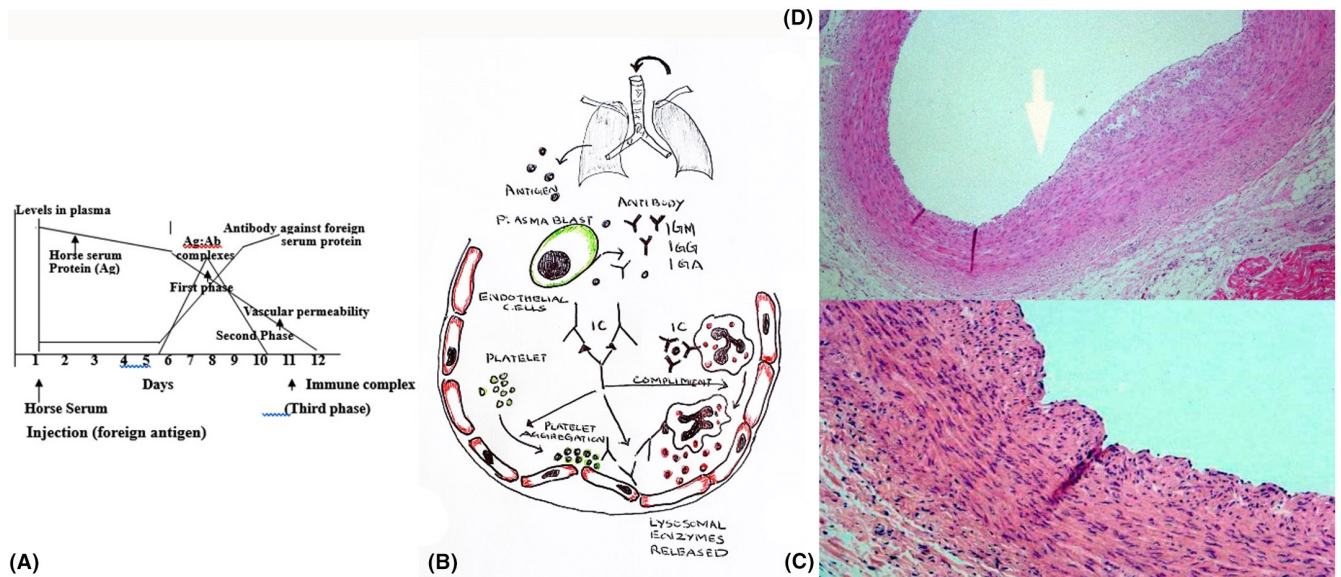 Levels in plasma
Horse serum
Protein (Ag)
Ag:Ab
complexes
First phase
Antibody against foreign
serum protein
Vascular permeability
Second Phase
1 2 3 4 5 6 7 8 9 10 11 12
Days
Immune complex
(Third phase)
Horse Serum
Injection (foreign antigen)
(A)
ANTIGEN
PLASMA BLAST
ANTIBODY
IGM
IGG
IGA
ENDOTHELIAL
CELLS
IC
IC
PLATELET
COMPLIMENT
PLATELET
AGGREGATION
LYSOSOMAL
ENZYMES
RELEASED
(B)
(D)
(C)